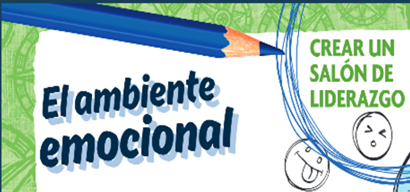 El ambiente
emocional
CREAR UN
SALÓN DE
LIDERAZGO